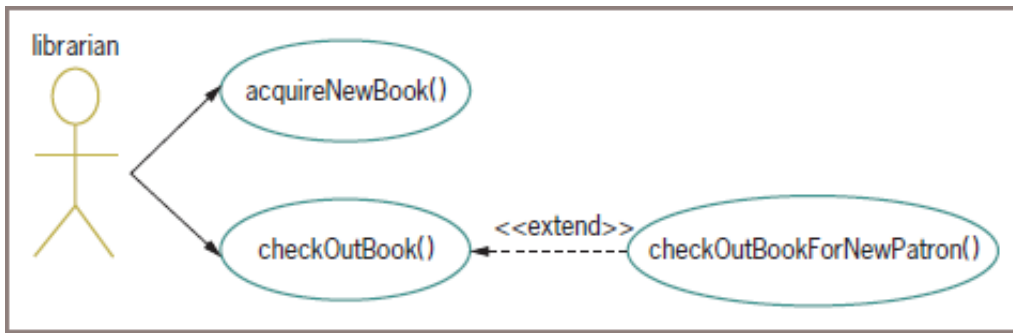 librarian
acquireNewBook()
<<extend>>
checkOutBook()
checkOutBookForNewPatron()